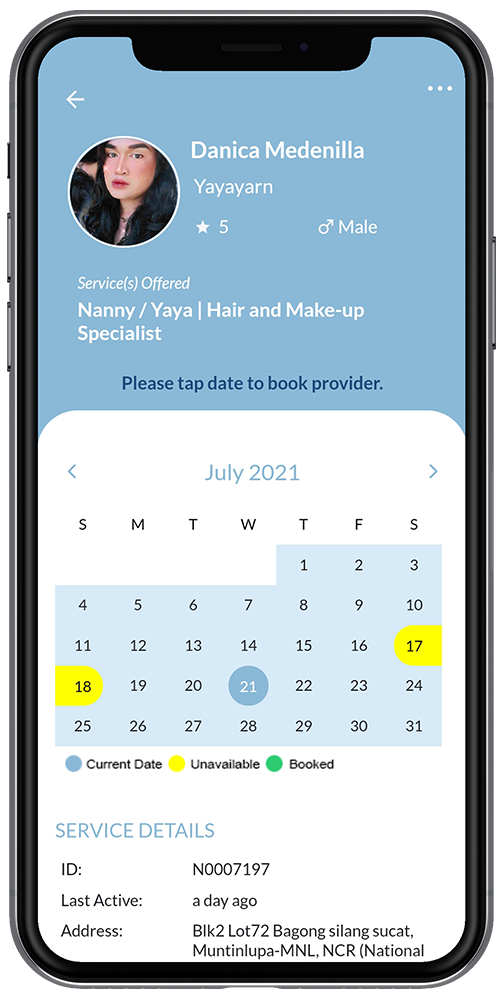 Danica Medenilla
Yayayarn
5
Male
Service(s) Offered
Nanny / Yaya | Hair and Make-up
Specialist
Please tap date to book provider.
July 2021
S M T W T F S
1 2 3
4 5 6 7 8 9 10
11 12 13 14 15 16 17
18 19 20 21 22 23 24
25 26 27 28 29 30 31
Current Date Unavailable Booked
SERVICE DETAILS
ID: N0007197
Last Active: a day ago
Address: Blk2 Lot72 Bagong silang sucat,
Muntinlupa-MNL, NCR (National